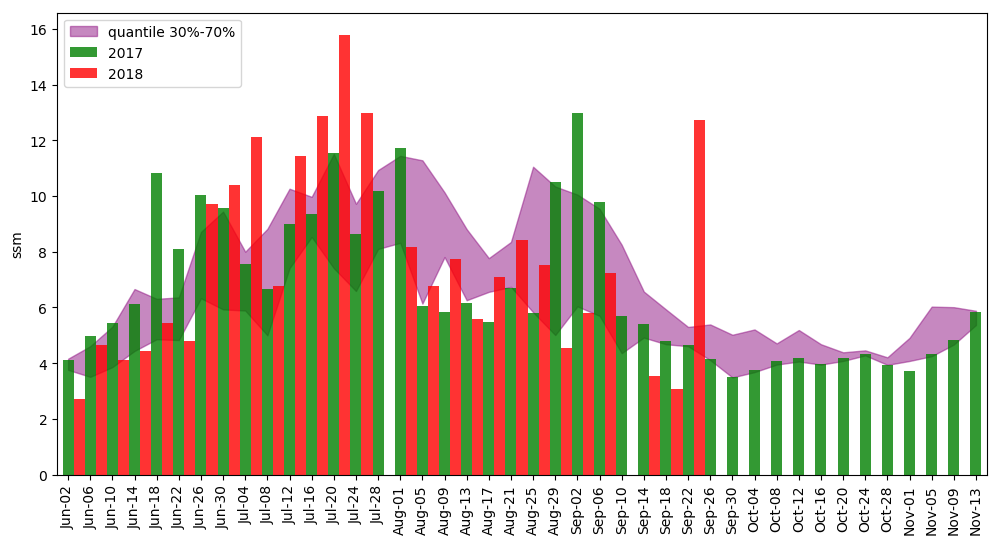 quantile 30%-70%
2017
2018
ssm
16
14
12
10
8
6
4
2
0
Jun-02
Jun-06
Jun-10
Jun-14
Jun-18
Jun-22
Jun-26
Jun-30
Jul-04
Jul-08
Jul-12
Jul-16
Jul-20
Jul-24
Jul-28
Aug-01
Aug-05
Aug-09
Aug-13
Aug-17
Aug-21
Aug-25
Aug-29
Sep-02
Sep-06
Sep-10
Sep-14
Sep-18
Sep-22
Sep-26
Sep-30
Oct-04
Oct-08
Oct-12
Oct-16
Oct-20
Oct-24
Oct-28
Nov-01
Nov-05
Nov-09
Nov-13